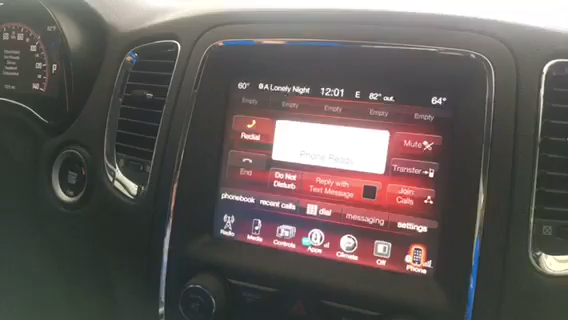 60° A Lonely Night 12:01 E 82° out. 64°
Empty Empty Empty Empty Empty
Redial Phone Ready Mute
End Do Not Disturb Reply with Text Message Transfer
Join Calls
phonebook recent calls dial messaging settings
Radio Media Controls Apps Climate Off Phone